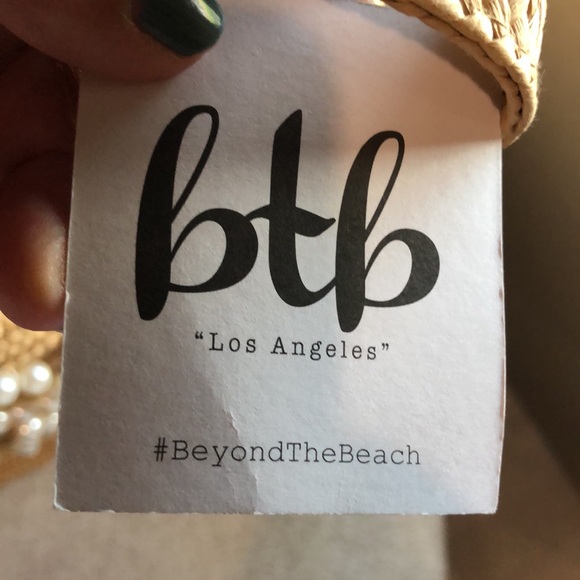 btb
“Los Angeles”
#BeyondTheBeach